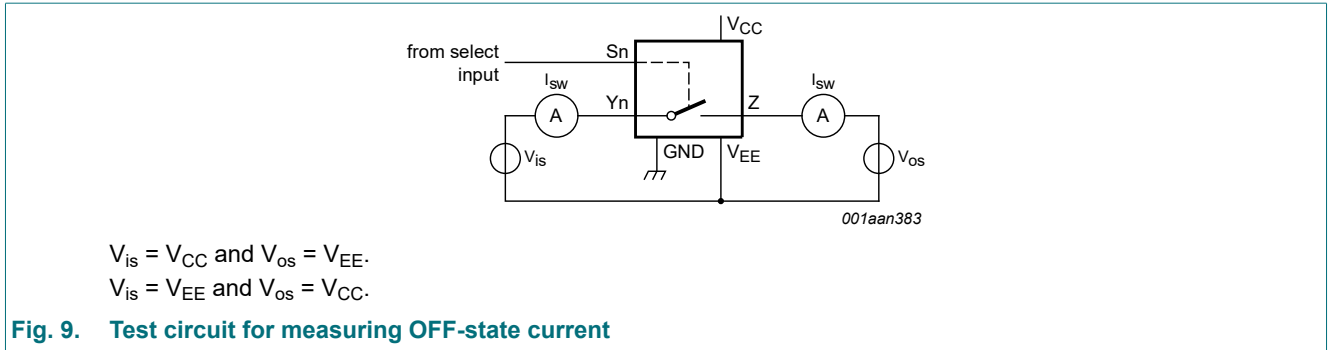 VCC
from select
input
Sn
Isw
Yn
A
Z
Isw
A
Vis
GND
VEE
Vos
001aan383
Vis = VCC and Vos = VEE.
Vis = VEE and Vos = VCC.
Fig. 9. Test circuit for measuring OFF-state current